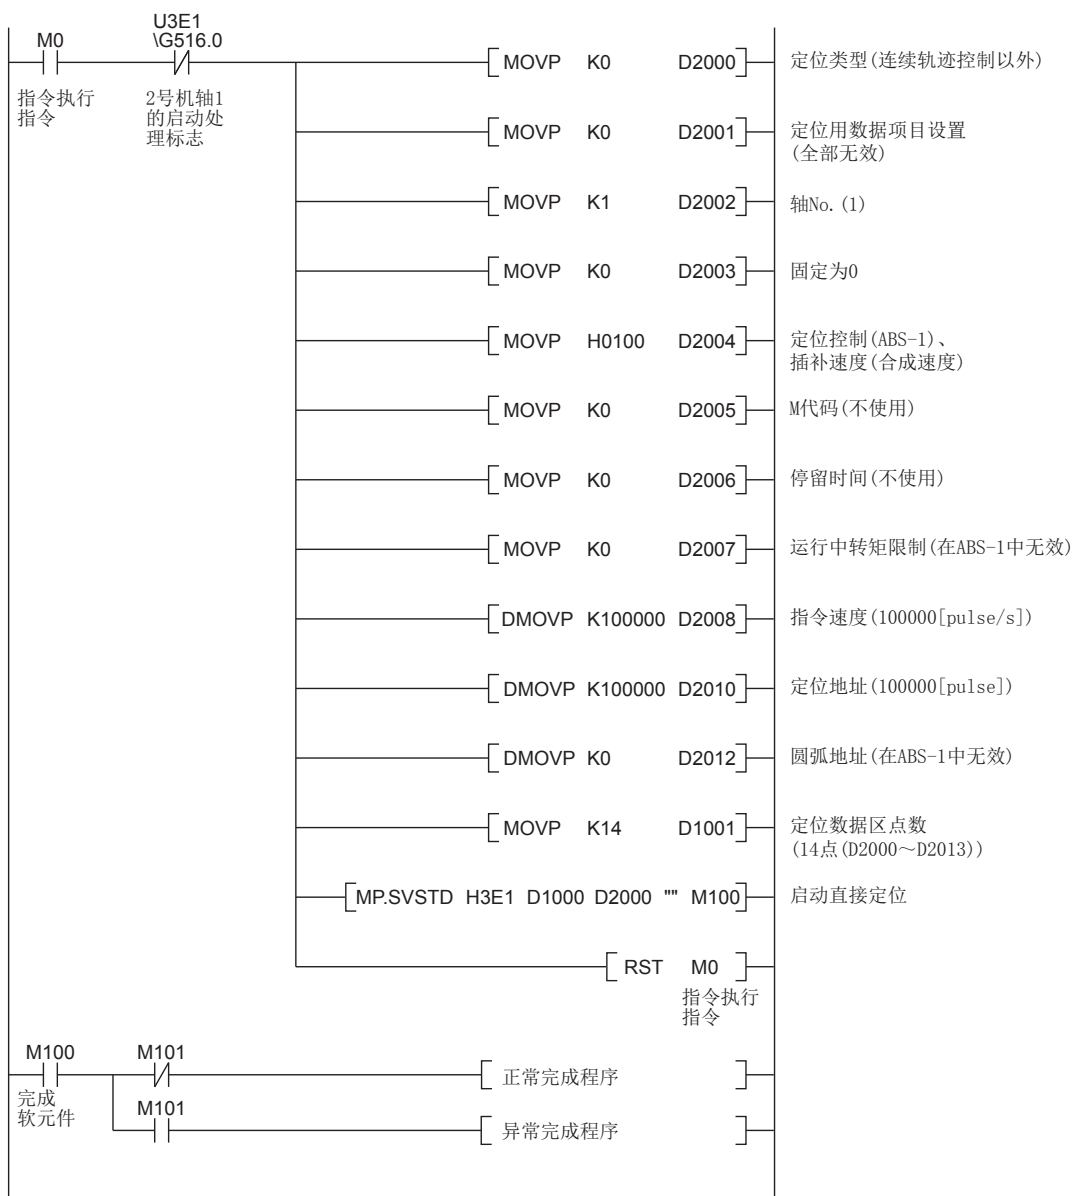 U3E1
M0 \G516.0
MOVP K0 D2000 定位类型(连续轨迹控制以外)
指令执行
指令
2号机轴1
的启动处
理标志
MOVP K0 D2001 定位用数据项目设置
(全部无效)
MOVP K1 D2002 轴No.(1)
MOVP K0 D2003 固定为0
MOVP H0100 D2004 定位控制(ABS-1)、
插补速度(合成速度)
MOVP K0 D2005 M代码(不使用)
MOVP K0 D2006 停留时间(不使用)
MOVP K0 D2007 运行中转矩限制(在ABS-1中无效)
DMOVP K100000 D2008 指令速度(100000[pulse/s])
DMOVP K100000 D2010 定位地址(100000[pulse])
DMOVP K0 D2012 圆弧地址(在ABS-1中无效)
MOVP K14 D1001 定位数据区点数
(14点(D2000～D2013))
MP.SVSTD H3E1 D1000 D2000 "" M100 启动直接定位
RST M0
指令执行
指令
M100 M101
正常完成程序
完成
软元件
M101
异常完成程序